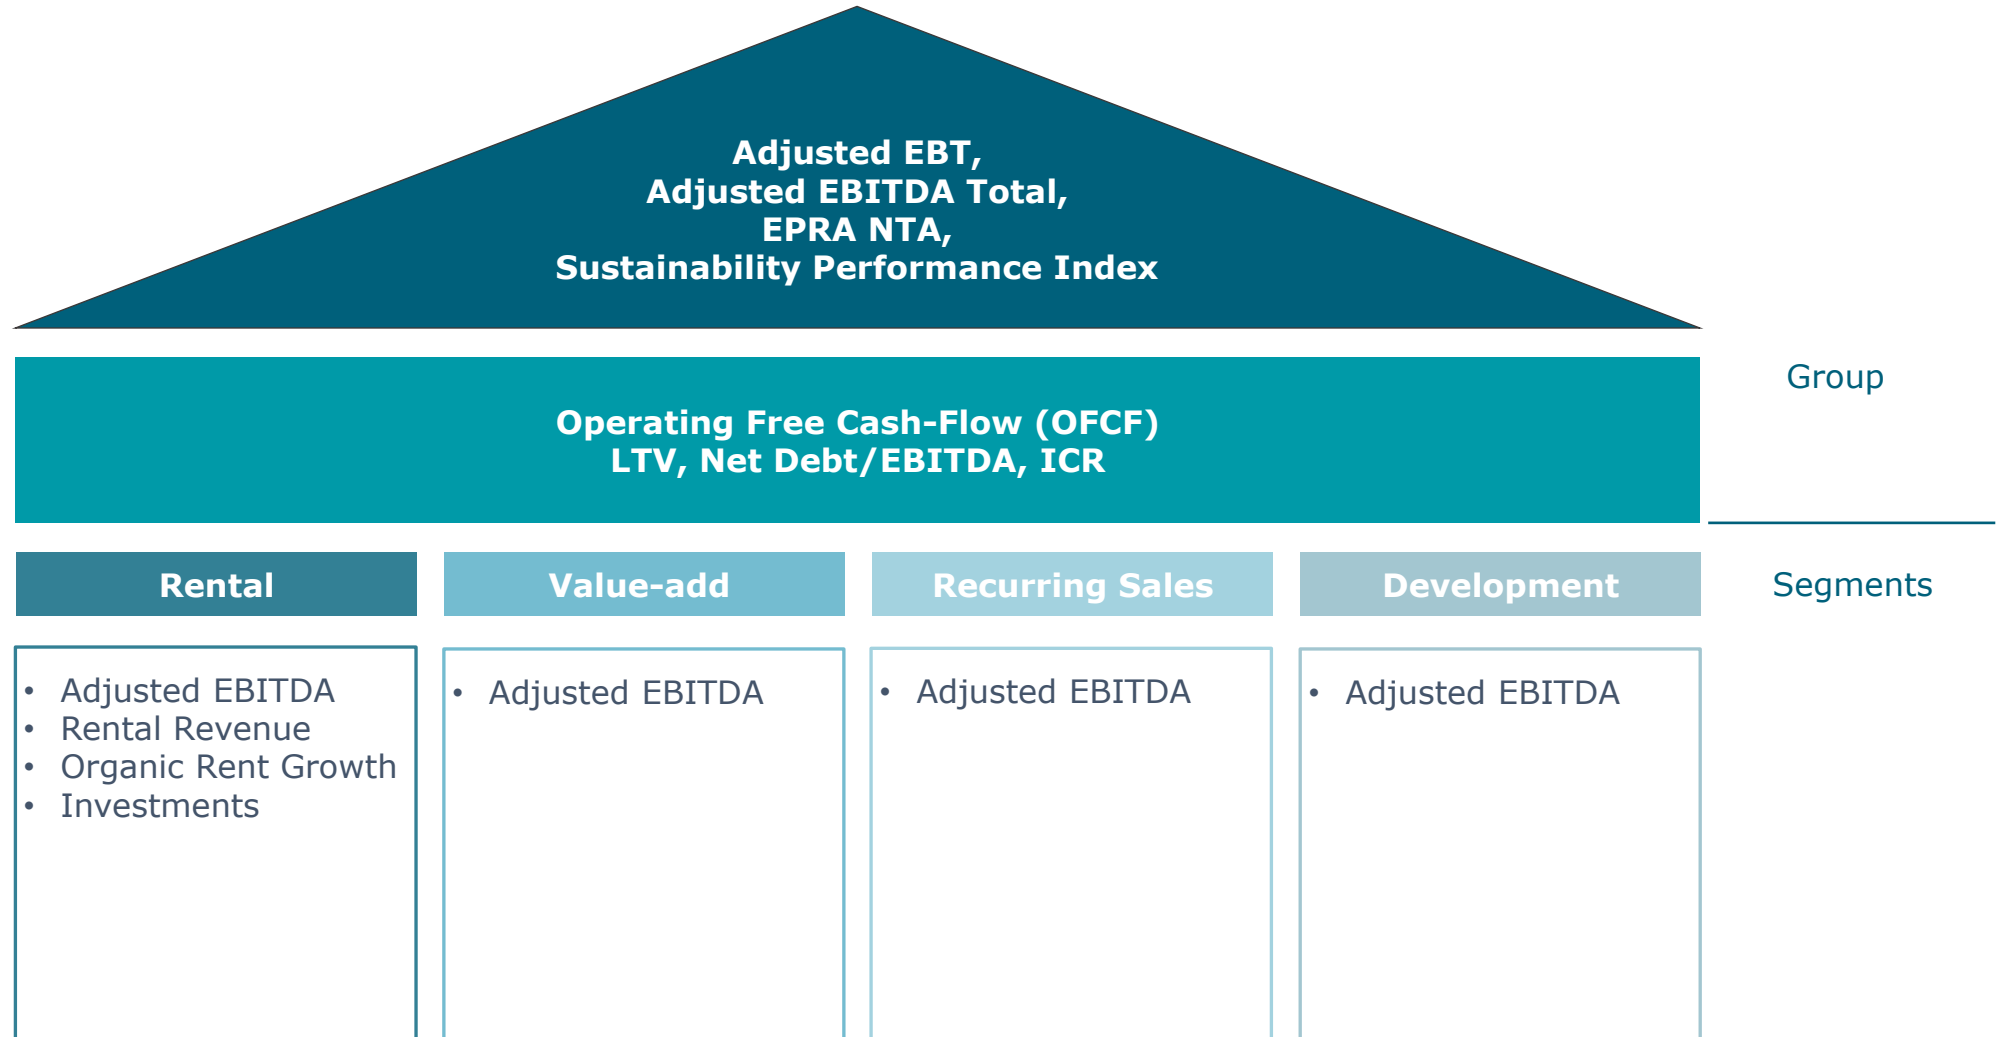 Adjusted EBT,
Adjusted EBITDA Total,
EPRA NTA,
Sustainability Performance Index
Group
Operating Free Cash-Flow (OFCF)
LTV, Net Debt/EBITDA, ICR
Rental
Value-add
Recurring Sales
Development
Segments
• Adjusted EBITDA
• Rental Revenue
• Organic Rent Growth
• Investments
• Adjusted EBITDA
• Adjusted EBITDA
• Adjusted EBITDA